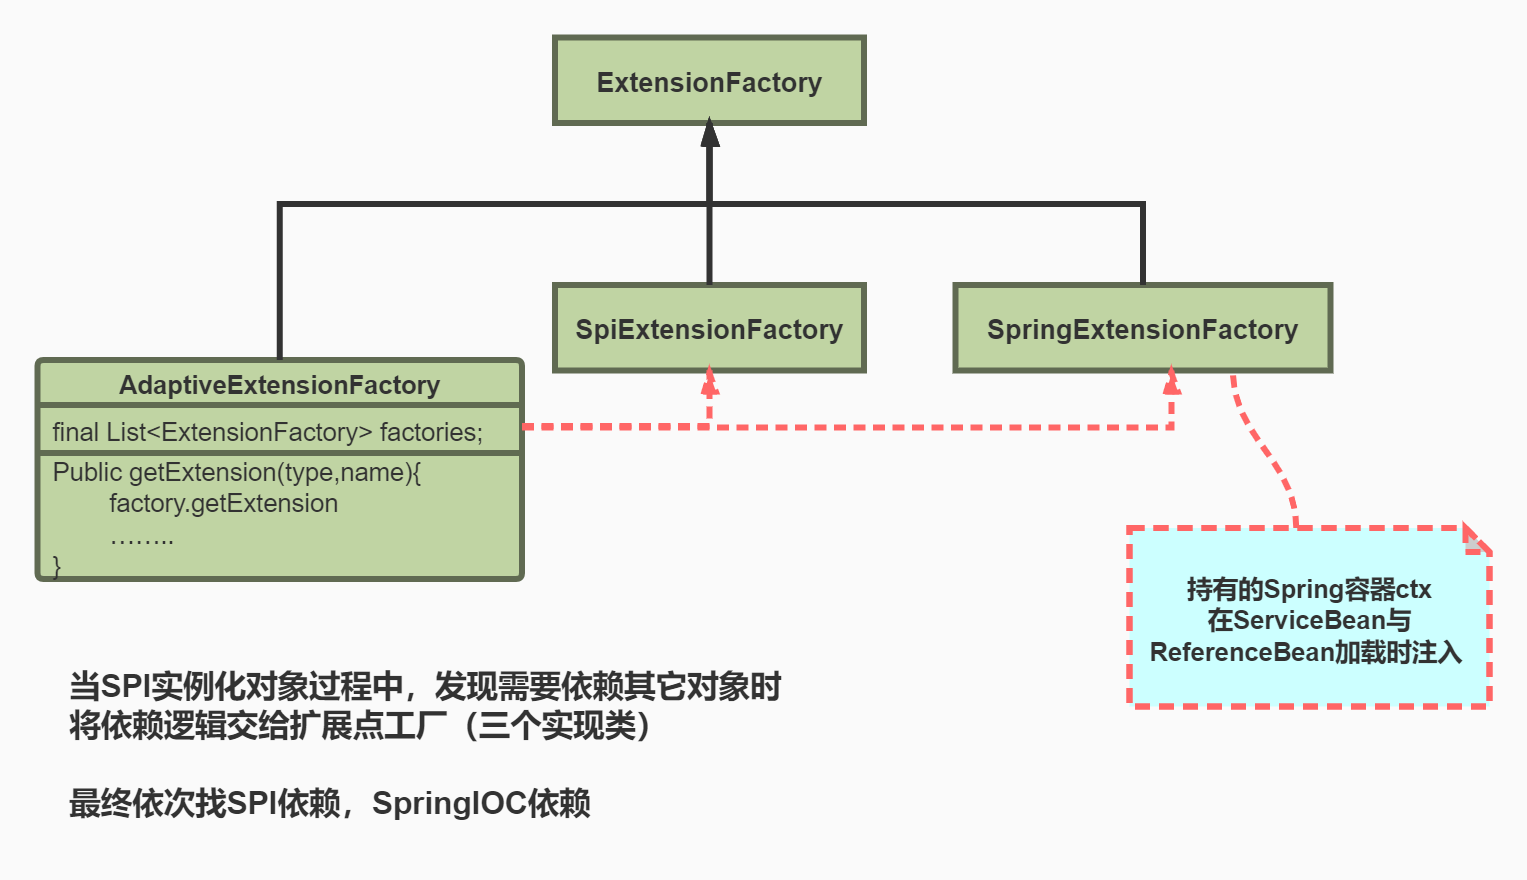 ExtensionFactory
SpiExtensionFactory
SpringExtensionFactory
AdaptiveExtensionFactory
final List<ExtensionFactory> factories;
Public getExtension(type,name){
factory.getExtension
……..
}
持有的Spring容器ctx
在ServiceBean与
ReferenceBean加载时注入
当SPI实例化对象过程中，发现需要依赖其它对象时
将依赖逻辑交给扩展点工厂（三个实现类）
最终依次找SPI依赖，SpringIOC依赖